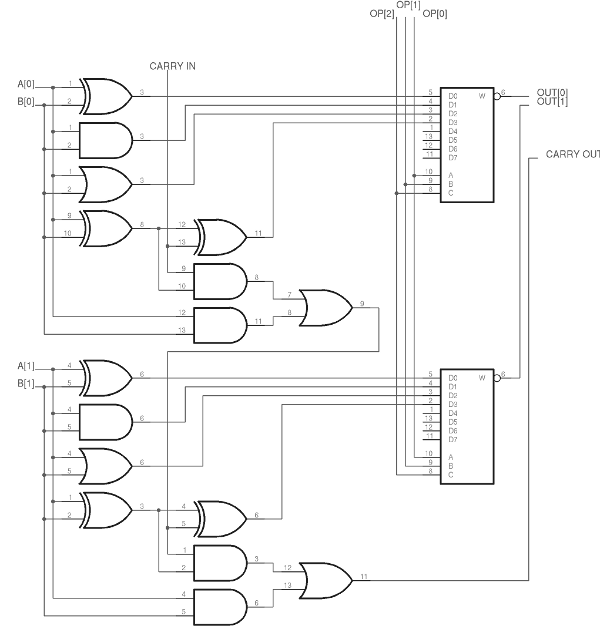 OP[1]
OP[2] OP[0]
CARRY IN
A[0] 1 3 5 D0 W 6 OUT[0]
B[0] 2 4 D1 OUT[1]
3 D2
2 D3
1 3 1 D4
2 13 D5
12 D6
11 D7
CARRY OUT
1 3 10 A
2 9 B
8 C
9 8 12 11
10 13
9 8
10 7 9
12 11 8
13
A[1] 4 6 5 D0 W 6
B[1] 5 4 D1
3 D2
2 D3
4 6 1 D4
5 13 D5
12 D6
11 D7
4 6 10 A
5 9 B
8 C
1 3 4 6
2 5
1 3
2 12 11
4 6 13
5